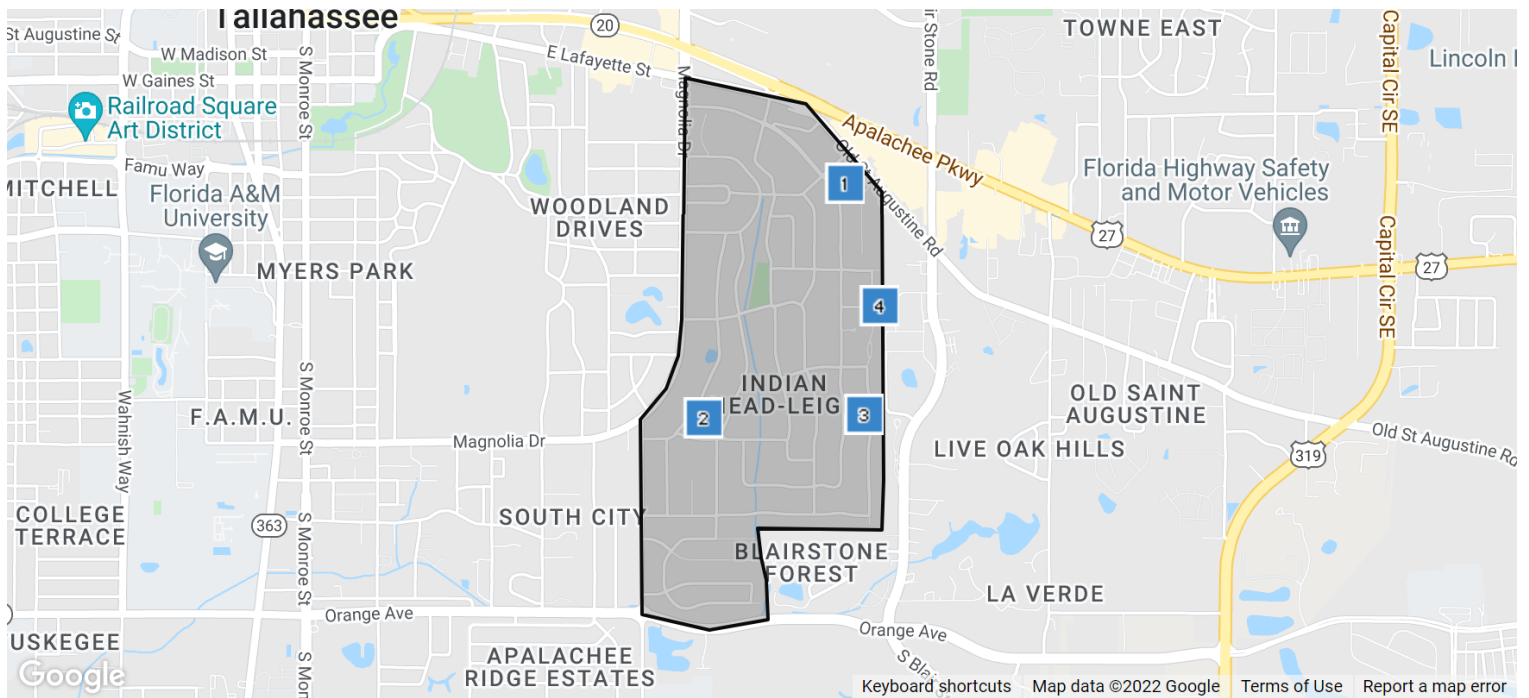 Tallahassee
20
St Augustine St
W Madison St
W Gaines St
E Lafayette St
TOWNE EAST
Lincoln
Railroad Square
Art District
S Monroe St
Magnolia Dr
Capital Cir SE
Famu Way
MITCHELL
Florida A&M
University
WOODLAND
DRIVES
Apalachee Pkwy
Old St Augustine Rd
1
Florida Highway Safety
and Motor Vehicles
27
27
MYERS PARK
Capital Cir SE
4
INDIAN
HEAD-LEIG
2
3
F.A.M.U.
Wahnish Way
S Monroe St
Magnolia Dr
OLD SAINT
AUGUSTINE
Old St Augustine Rd
319
LIVE OAK HILLS
COLLEGE
TERRACE
363
SOUTH CITY
S Monroe St
BLAIRSTONE
FOREST
LA VERDE
Orange Ave
Orange Ave
USKEGEE
APALACHEE
RIDGE ESTATES
S Mon
S Blai
Google
Keyboard shortcuts
Map data ©2022 Google
Terms of Use
Report a map error